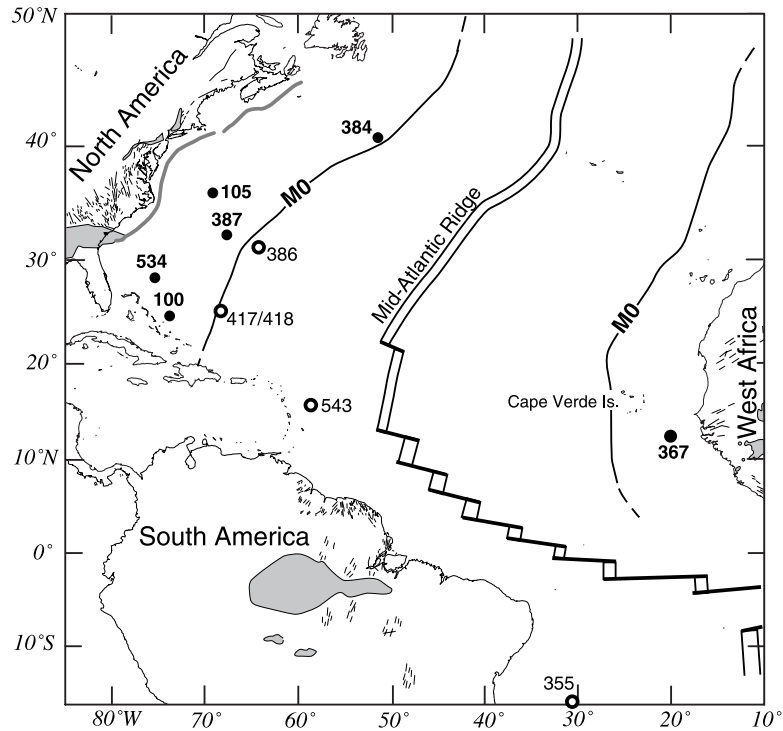 50°N
40°
30°
20°
10°N
0°
10°S
80°W
70°
60°
50°
40°
30°
20°
10°
North America
384
105
M0
387
386
534
100
417/418
Mid-Atlantic Ridge
M0
543
Cape Verde Is.
West Africa
367
South America
355